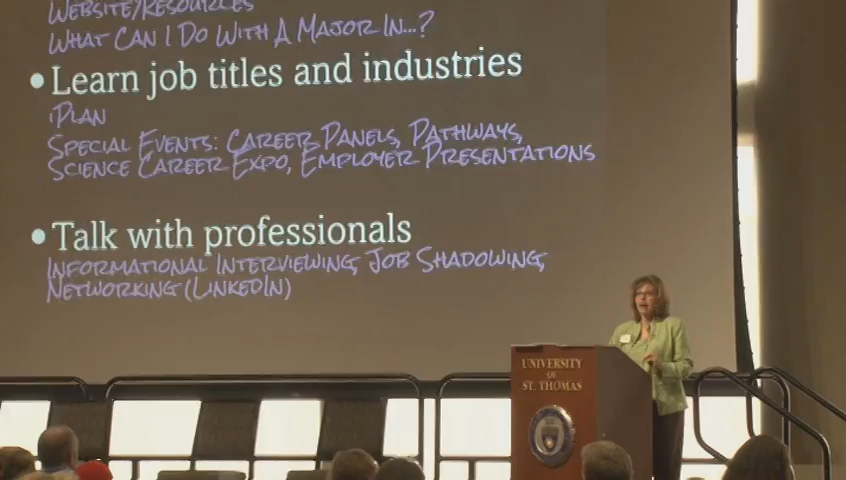 WEBSITE/RESOURCES
WHAT CAN I DO WITH A MAJOR IN...?
• Learn job titles and industries
iPLAN
SPECIAL EVENTS: CAREER PANELS, PATHWAYS,
SCIENCE CAREER EXPO, EMPLOYER PRESENTATIONS
• Talk with professionals
INFORMATIONAL INTERVIEWING, JOB SHADOWING,
NETWORKING (LINKEDIN)
UNIVERSITY
OF
ST. THOMAS